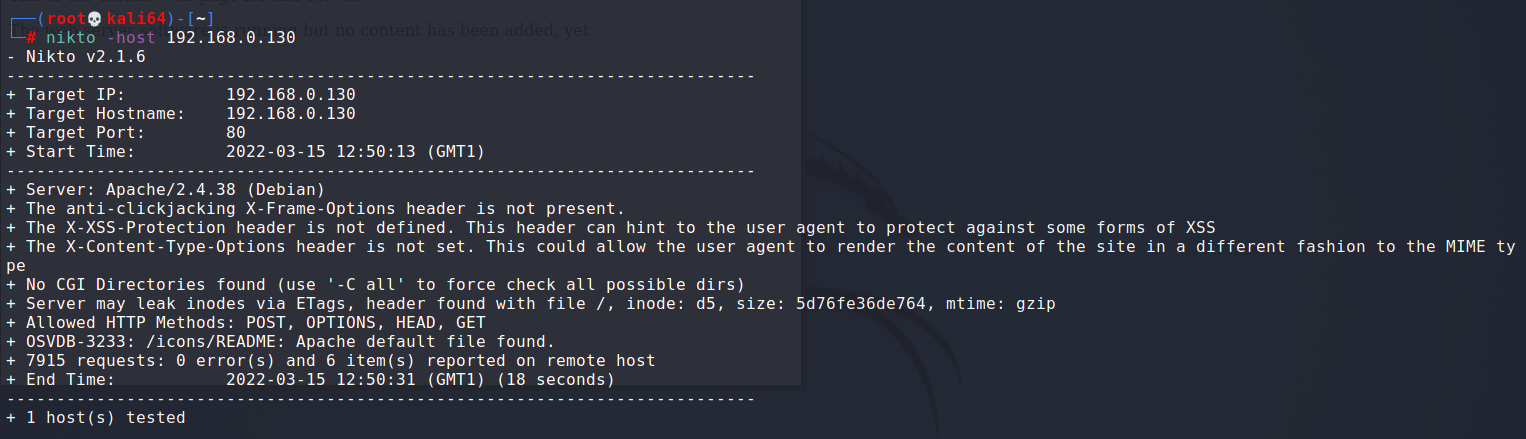 ┌──(root💀kali64)-[~]
└─# nikto -host 192.168.0.130
but no content has been added, yet.
- Nikto v2.1.6
---------------------------------------------------------------------------
+ Target IP:          192.168.0.130
+ Target Hostname:    192.168.0.130
+ Target Port:        80
+ Start Time:         2022-03-15 12:50:13 (GMT1)
---------------------------------------------------------------------------
+ Server: Apache/2.4.38 (Debian)
+ The anti-clickjacking X-Frame-Options header is not present.
+ The X-XSS-Protection header is not defined. This header can hint to the user agent to protect against some forms of XSS
+ The X-Content-Type-Options header is not set. This could allow the user agent to render the content of the site in a different fashion to the MIME ty
pe
+ No CGI Directories found (use '-C all' to force check all possible dirs)
+ Server may leak inodes via ETags, header found with file /, inode: d5, size: 5d76fe36de764, mtime: gzip
+ Allowed HTTP Methods: POST, OPTIONS, HEAD, GET
+ OSVDB-3233: /icons/README: Apache default file found.
+ 7915 requests: 0 error(s) and 6 item(s) reported on remote host
+ End Time:           2022-03-15 12:50:31 (GMT1) (18 seconds)
---------------------------------------------------------------------------
+ 1 host(s) tested